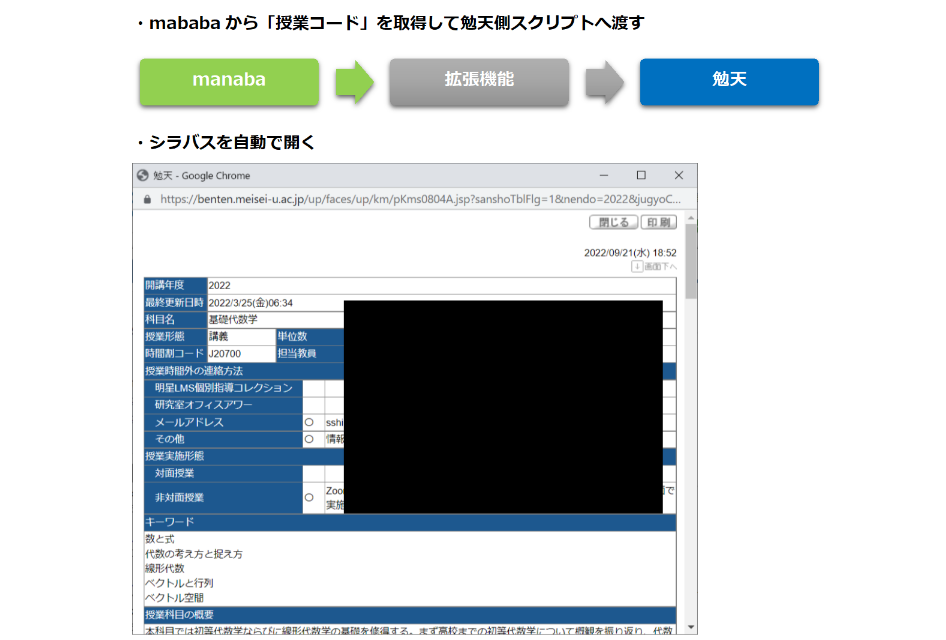 ・mababa から「授業コード」を取得して勉天側スクリプトへ渡す
manaba 拡張機能 勉天
・シラバスを自動で開く
勉天 - Google Chrome
https://benten.meisei-u.ac.jp/up/faces/up/km/pKms0804A.jsp?sanshoTblFlg=1&nendo=2022&jugyoC...
閉じる 印刷
2022/09/21(水) 18:52
↓画面下へ
開講年度 2022
最終更新日時 2022/3/25(金)06:34
科目名 基礎代数学
授業形態 講義 単位数
時間割コード J20700 担当教員
授業時間外の連絡方法
明星LMS個別指導コレクション
研究室オフィスアワー
メールアドレス ○ sshi
その他 ○ 情報
授業実施形態
対面授業
非対面授業 ○ Zoo で
実施
キーワード
数と式
代数の考え方と捉え方
線形代数
ベクトルと行列
ベクトル空間
授業科目の概要
本科目では初等代数学ならびに線形代数学の基礎を修得する。まず高校までの初等代数学について概観を振り返り、代数